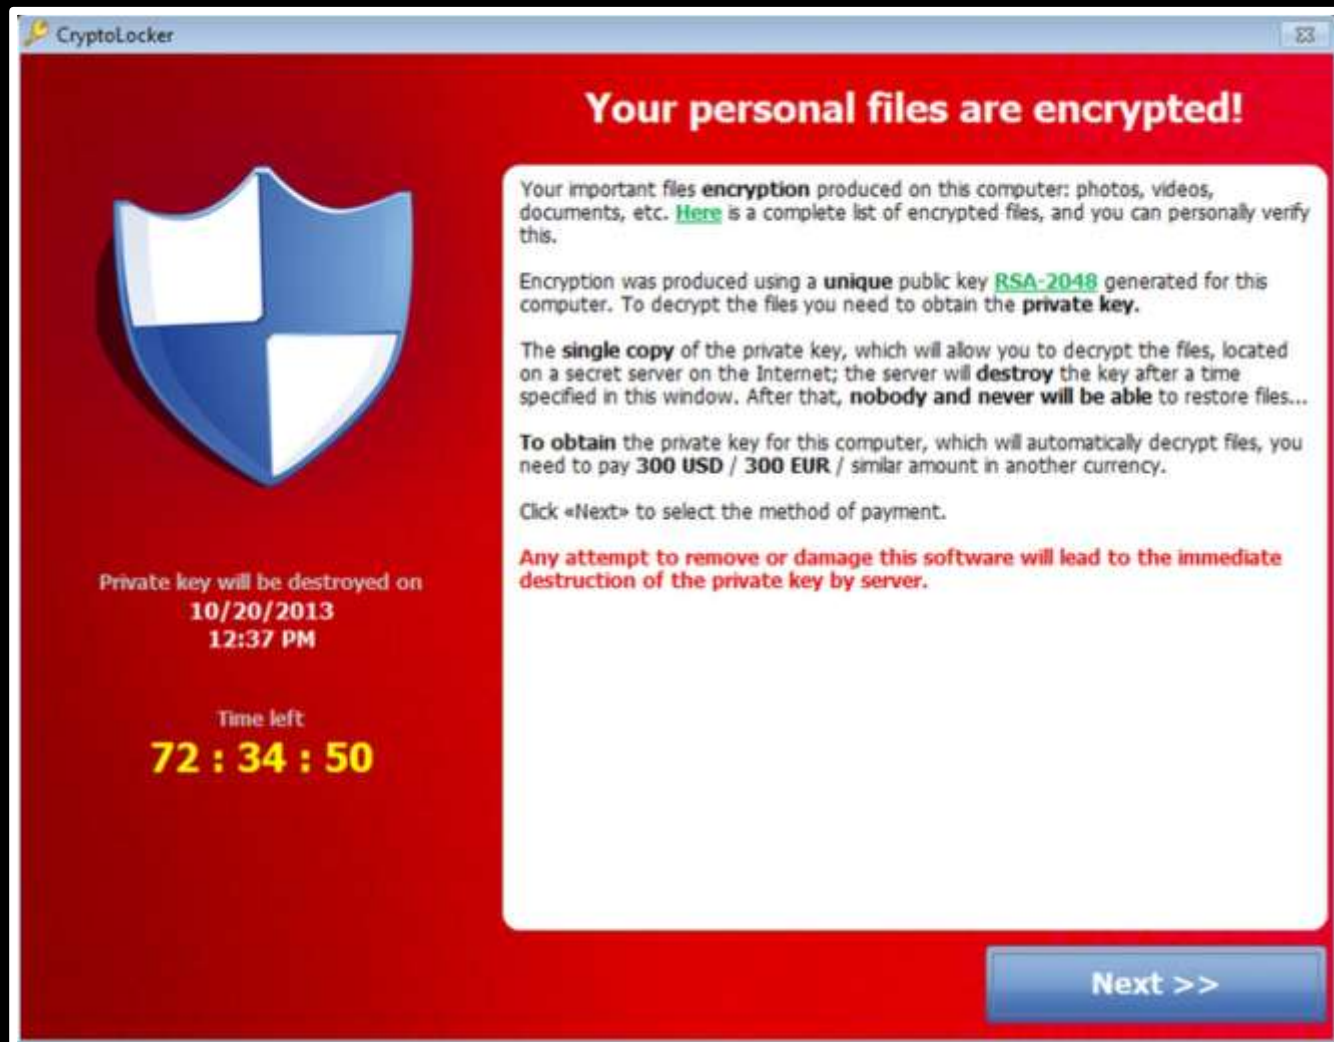 CryptoLocker
Your personal files are encrypted!
Your important files encryption produced on this computer: photos, videos,
documents, etc. Here is a complete list of encrypted files, and you can personally verify
this.
Encryption was produced using a unique public key RSA-2048 generated for this
computer. To decrypt the files you need to obtain the private key.
The single copy of the private key, which will allow you to decrypt the files, located
on a secret server on the Internet; the server will destroy the key after a time
specified in this window. After that, nobody and never will be able to restore files...
To obtain the private key for this computer, which will automatically decrypt files, you
need to pay 300 USD / 300 EUR / similar amount in another currency.
Click «Next» to select the method of payment.
Any attempt to remove or damage this software will lead to the immediate
destruction of the private key by server.
Private key will be destroyed on
10/20/2013
12:37 PM
Time left
72 : 34 : 50
Next >>